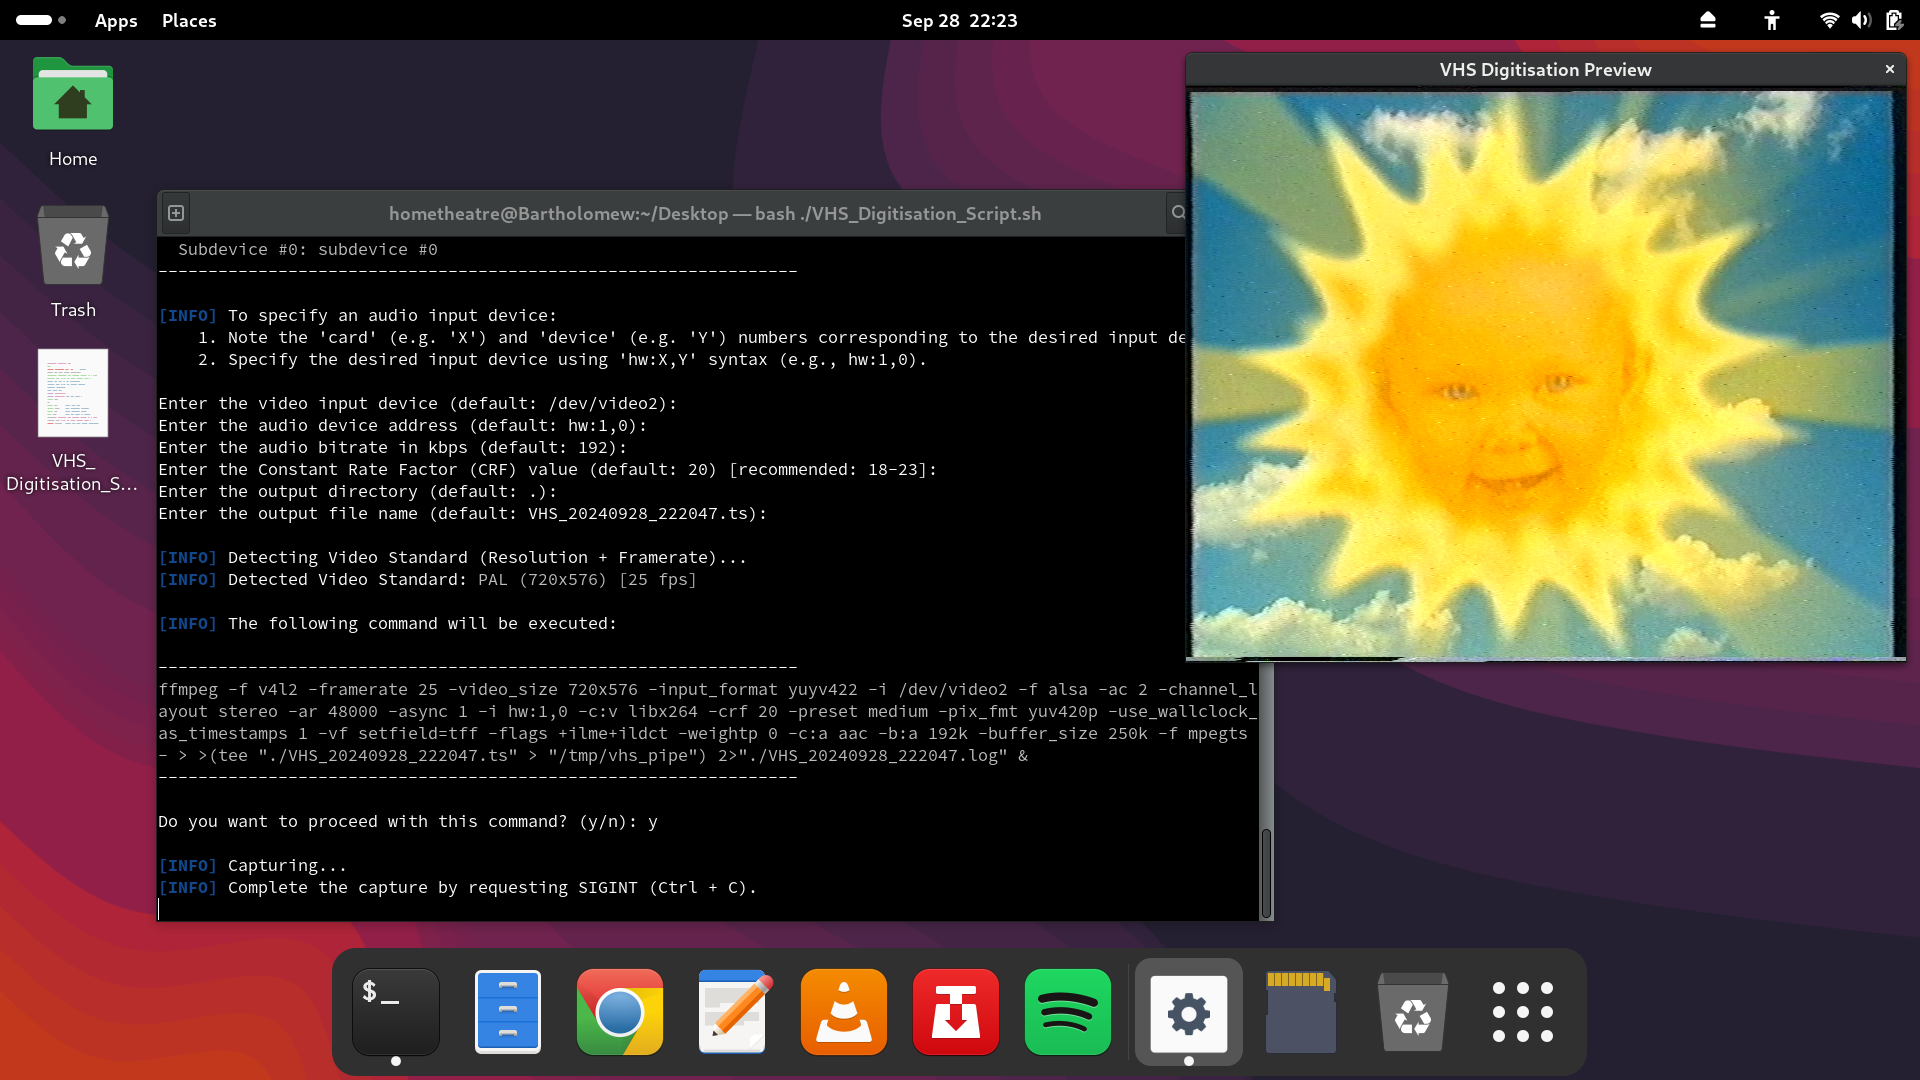 Apps Places Sep 28 22:23
VHS Digitisation Preview
Home
Trash
VHS_
Digitisation_S...
hometheatre@Bartholomew:~/Desktop — bash ./VHS_Digitisation_Script.sh
Subdevice #0: subdevice #0
----------------------------------------------------------------
[INFO] To specify an audio input device:
1. Note the 'card' (e.g. 'X') and 'device' (e.g. 'Y') numbers corresponding to the desired input de
2. Specify the desired input device using 'hw:X,Y' syntax (e.g., hw:1,0).
Enter the video input device (default: /dev/video2):
Enter the audio device address (default: hw:1,0):
Enter the audio bitrate in kbps (default: 192):
Enter the Constant Rate Factor (CRF) value (default: 20) [recommended: 18-23]:
Enter the output directory (default: .):
Enter the output file name (default: VHS_20240928_222047.ts):
[INFO] Detecting Video Standard (Resolution + Framerate)...
[INFO] Detected Video Standard: PAL (720x576) [25 fps]
[INFO] The following command will be executed:
----------------------------------------------------------------
ffmpeg -f v4l2 -framerate 25 -video_size 720x576 -input_format yuyv422 -i /dev/video2 -f alsa -ac 2 -channel_l
ayout stereo -ar 48000 -async 1 -i hw:1,0 -c:v libx264 -crf 20 -preset medium -pix_fmt yuv420p -use_wallclock_
as_timestamps 1 -vf setfield=tff -flags +ilme+ildct -weightp 0 -c:a aac -b:a 192k -buffer_size 250k -f mpegts
- > >(tee "./VHS_20240928_222047.ts" > "/tmp/vhs_pipe") 2>"./VHS_20240928_222047.log" &
----------------------------------------------------------------
Do you want to proceed with this command? (y/n): y
[INFO] Capturing...
[INFO] Complete the capture by requesting SIGINT (Ctrl + C).
$_